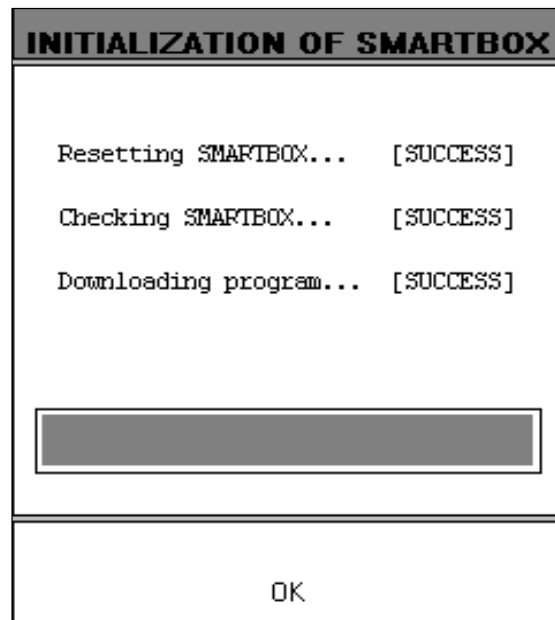 INITIALIZATION OF SMARTBOX
Resetting SMARTBOX... [SUCCESS]
Checking SMARTBOX... [SUCCESS]
Downloading program... [SUCCESS]
OK